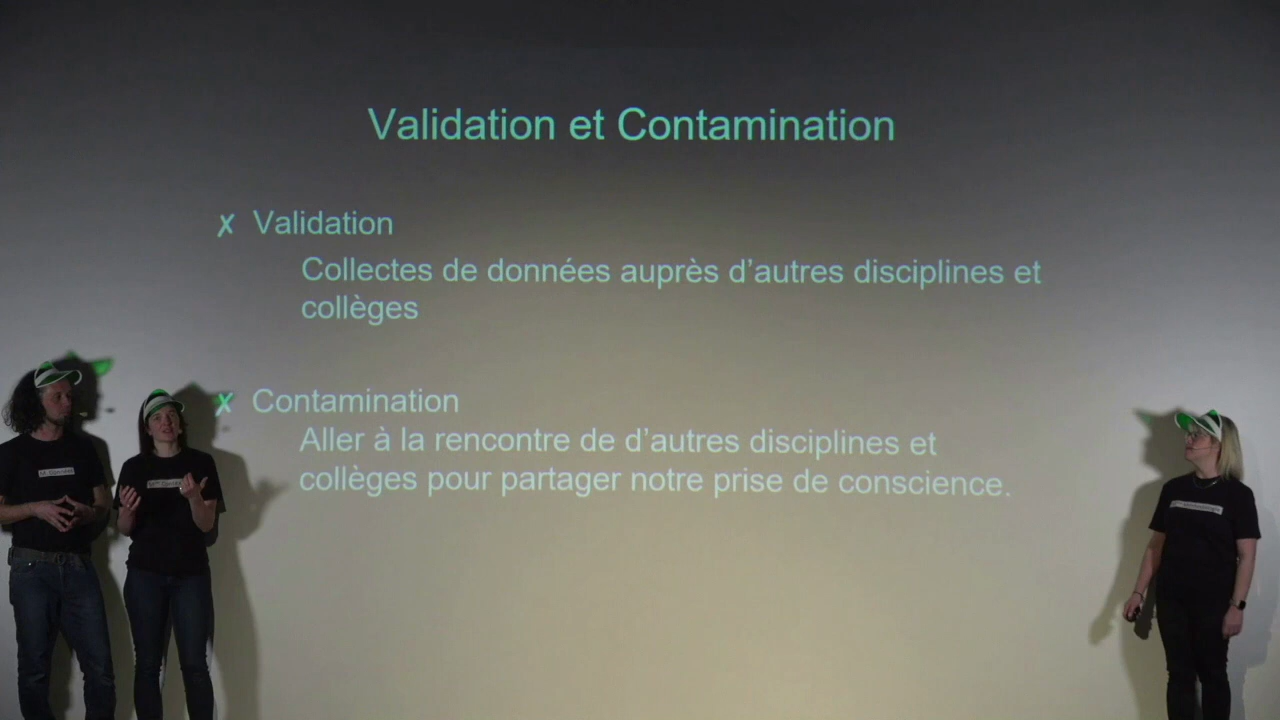 Validation et Contamination
✗ Validation
Collectes de données auprès d'autres disciplines et
collèges
✗ Contamination
Aller à la rencontre de d'autres disciplines et
collèges pour partager notre prise de conscience.